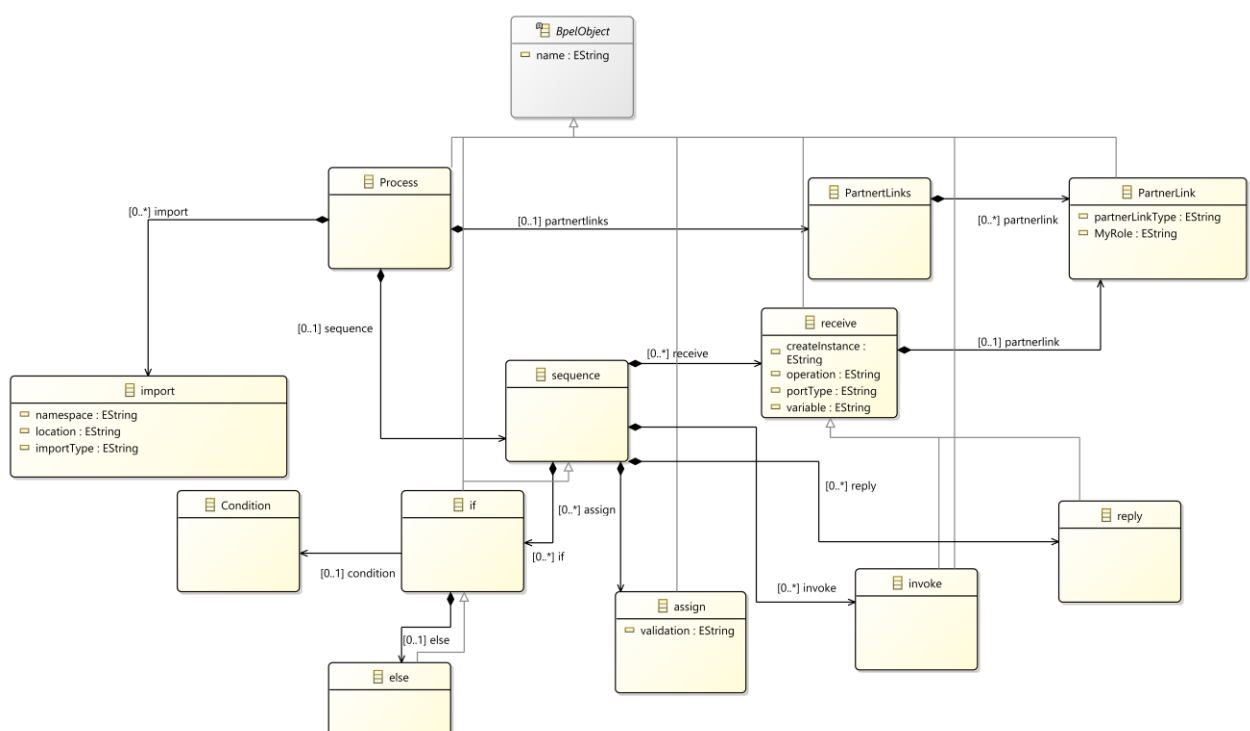 BpelObject
name : EString
Process
PartnertLinks
PartnerLink
partnerLinkType : EString
MyRole : EString
[0..*] import
[0..1] partnertlinks
[0..*] partnerlink
[0..1] sequence
receive
createInstance :
EString
operation : EString
portType : EString
variable : EString
[0..*] receive
[0..1] partnerlink
import
namespace : EString
location : EString
importType : EString
sequence
[0..*] reply
Condition
if
[0..*] assign
reply
[0..1] condition
[0..*] if
[0..*] invoke
invoke
assign
validation : EString
[0..1] else
else